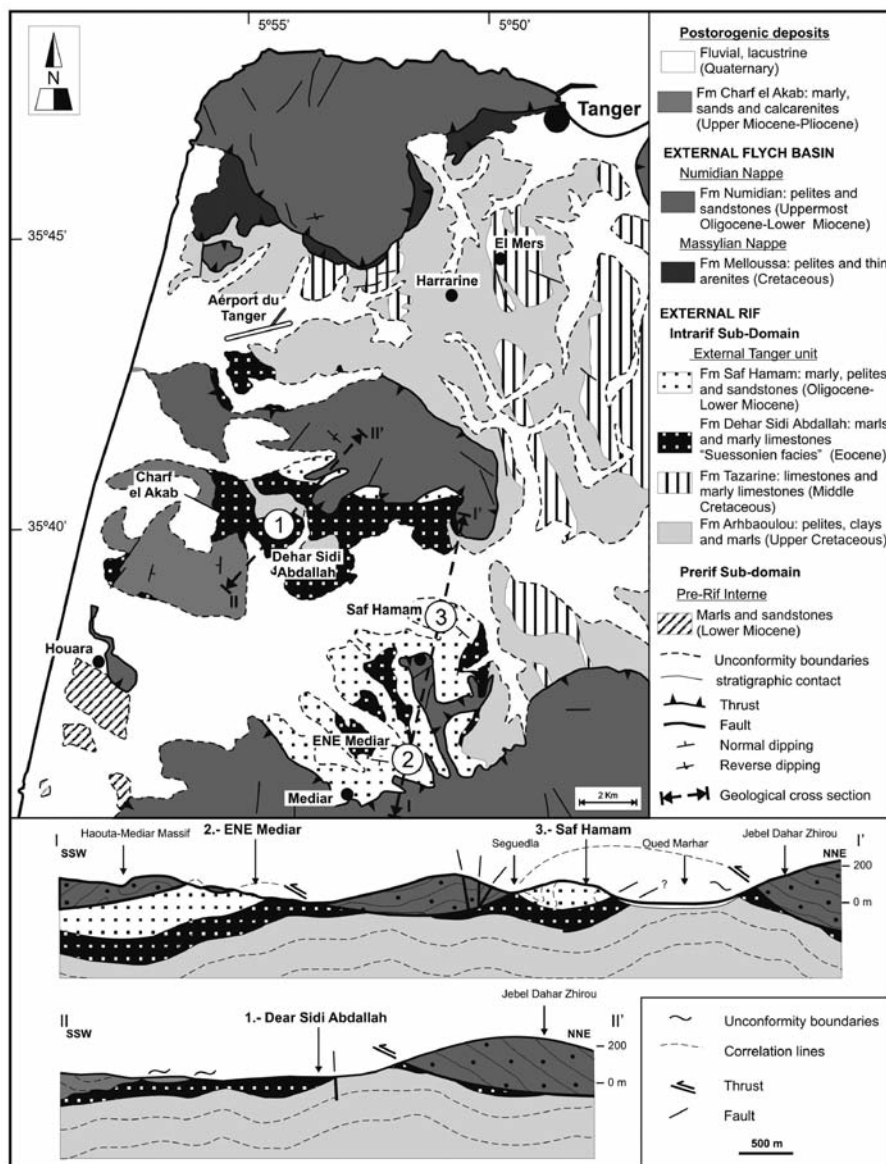 5°55'
5°50'
N
Tanger
35°45'
El Mers
Harrarine
Aérport du
Tanger
II'
Charf
el Akab
I'
35°40'
1
Dehar Sidi
Abdallah
II
Saf Hamam
3
Houara
ENE Mediar
2
Mediar
I
2 Km
Postorogenic deposits
Fluvial, lacustrine
(Quaternary)
Fm Charf el Akab: marly,
sands and calcarenites
(Upper Miocene-Pliocene)
EXTERNAL FLYCH BASIN
Numidian Nappe
Fm Numidian: pelites and
sandstones (Uppermost
Oligocene-Lower Miocene)
Massylian Nappe
Fm Melloussa: pelites and thin
arenites (Cretaceous)
EXTERNAL RIF
Intrarif Sub-Domain
External Tanger unit
Fm Saf Hamam: marly, pelites
and sandstones (Oligocene-
Lower Miocene)
Fm Dehar Sidi Abdallah: marls
and marly limestones
"Suessonien facies" (Eocene)
Fm Tazarine: limestones and
marly limestones (Middle
Cretaceous)
Fm Arhbaoulou: pelites, clays
and marls (Upper Cretaceous)
Prerif Sub-domain
Pre-Rif Interne
Marls and sandstones
(Lower Miocene)
Unconformity boundaries
stratigraphic contact
Thrust
Fault
Normal dipping
Reverse dipping
Geological cross section
I
SSW
Haouta-Mediar Massif
2.- ENE Mediar
Seguedla
3.- Saf Hamam
Oued Marhar
Jebel Dahar Zhirou
I'
NNE
200
0 m
?
II
SSW
1.- Dear Sidi Abdallah
Jebel Dahar Zhirou
II'
NNE
200
0 m
Unconformity boundaries
Correlation lines
Thrust
Fault
500 m